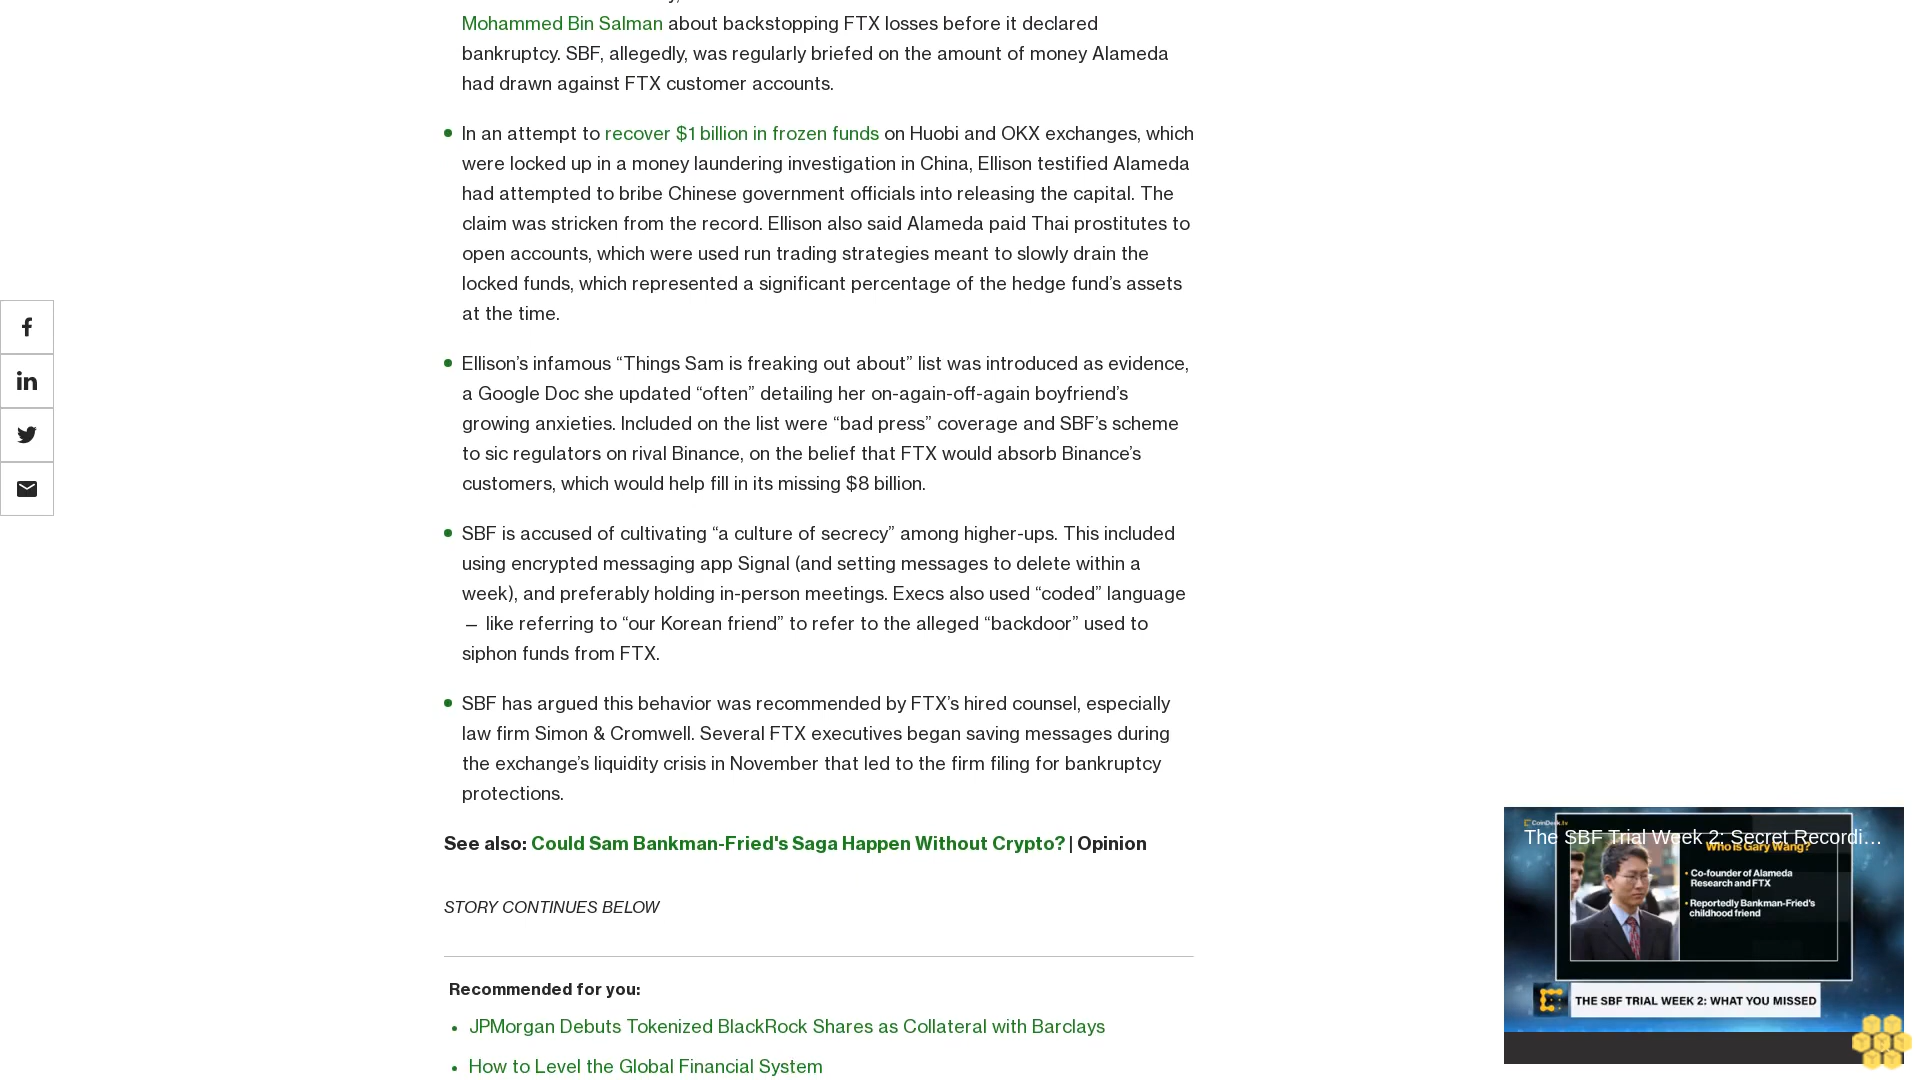 Mohammed Bin Salman about backstopping FTX losses before it declared
bankruptcy. SBF, allegedly, was regularly briefed on the amount of money Alameda
had drawn against FTX customer accounts.
In an attempt to recover $1 billion in frozen funds on Huobi and OKX exchanges, which
were locked up in a money laundering investigation in China, Ellison testified Alameda
had attempted to bribe Chinese government officials into releasing the capital. The
claim was stricken from the record. Ellison also said Alameda paid Thai prostitutes to
open accounts, which were used run trading strategies meant to slowly drain the
locked funds, which represented a significant percentage of the hedge fund’s assets
at the time.
Ellison’s infamous “Things Sam is freaking out about” list was introduced as evidence,
a Google Doc she updated “often” detailing her on-again-off-again boyfriend’s
growing anxieties. Included on the list were “bad press” coverage and SBF’s scheme
to sic regulators on rival Binance, on the belief that FTX would absorb Binance’s
customers, which would help fill in its missing $8 billion.
SBF is accused of cultivating “a culture of secrecy” among higher-ups. This included
using encrypted messaging app Signal (and setting messages to delete within a
week), and preferably holding in-person meetings. Execs also used “coded” language
— like referring to “our Korean friend” to refer to the alleged “backdoor” used to
siphon funds from FTX.
SBF has argued this behavior was recommended by FTX’s hired counsel, especially
law firm Simon & Cromwell. Several FTX executives began saving messages during
the exchange’s liquidity crisis in November that led to the firm filing for bankruptcy
protections.
See also: Could Sam Bankman-Fried's Saga Happen Without Crypto? | Opinion
STORY CONTINUES BELOW
Recommended for you:
JPMorgan Debuts Tokenized BlackRock Shares as Collateral with Barclays
How to Level the Global Financial System
CoinDesk.tv
The SBF Trial Week 2: Secret Recordi…
Who is Gary Wang?
• Co-founder of Alameda
Research and FTX
• Reportedly Bankman-Fried's
childhood friend
THE SBF TRIAL WEEK 2: WHAT YOU MISSED